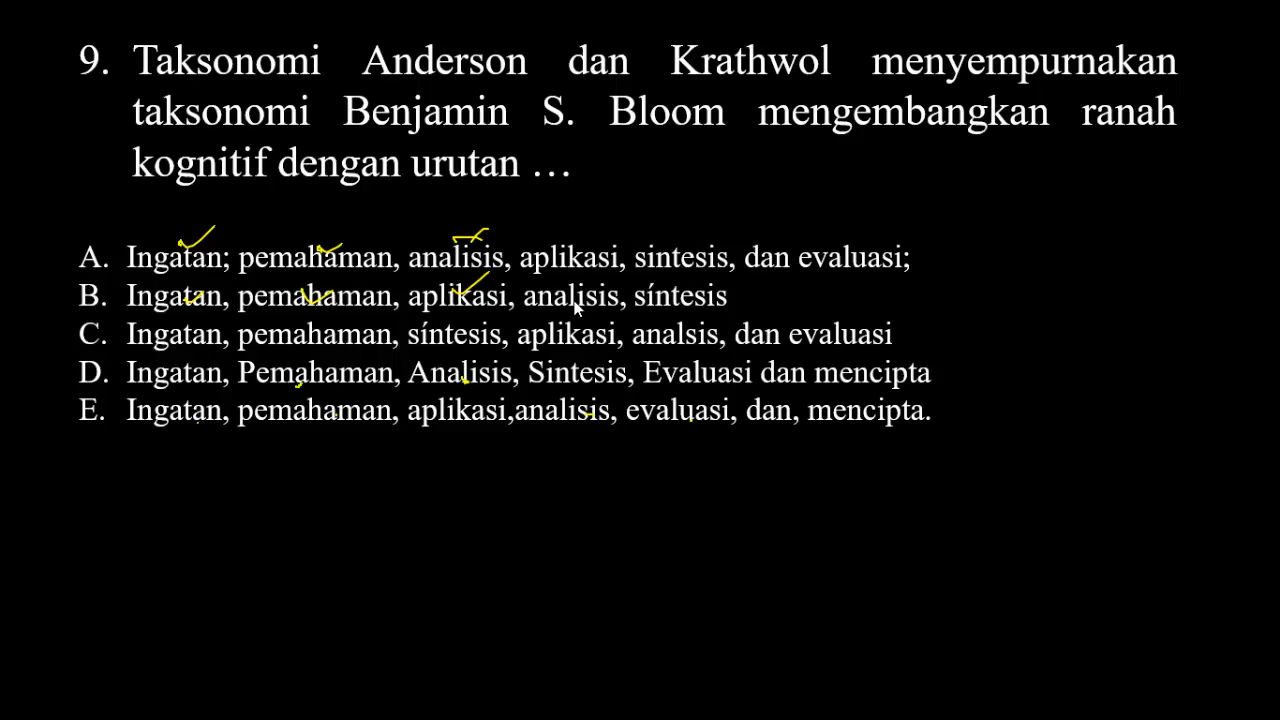 9. Taksonomi Anderson dan Krathwol menyempurnakan
taksonomi Benjamin S. Bloom mengembangkan ranah
kognitif dengan urutan …
A. Ingatan; pemahaman, analisis, aplikasi, sintesis, dan evaluasi;
B. Ingatan, pemahaman, aplikasi, analisis, síntesis
C. Ingatan, pemahaman, síntesis, aplikasi, analsis, dan evaluasi
D. Ingatan, Pemahaman, Analisis, Sintesis, Evaluasi dan mencipta
E. Ingatan, pemahaman, aplikasi,analisis, evaluasi, dan, mencipta.